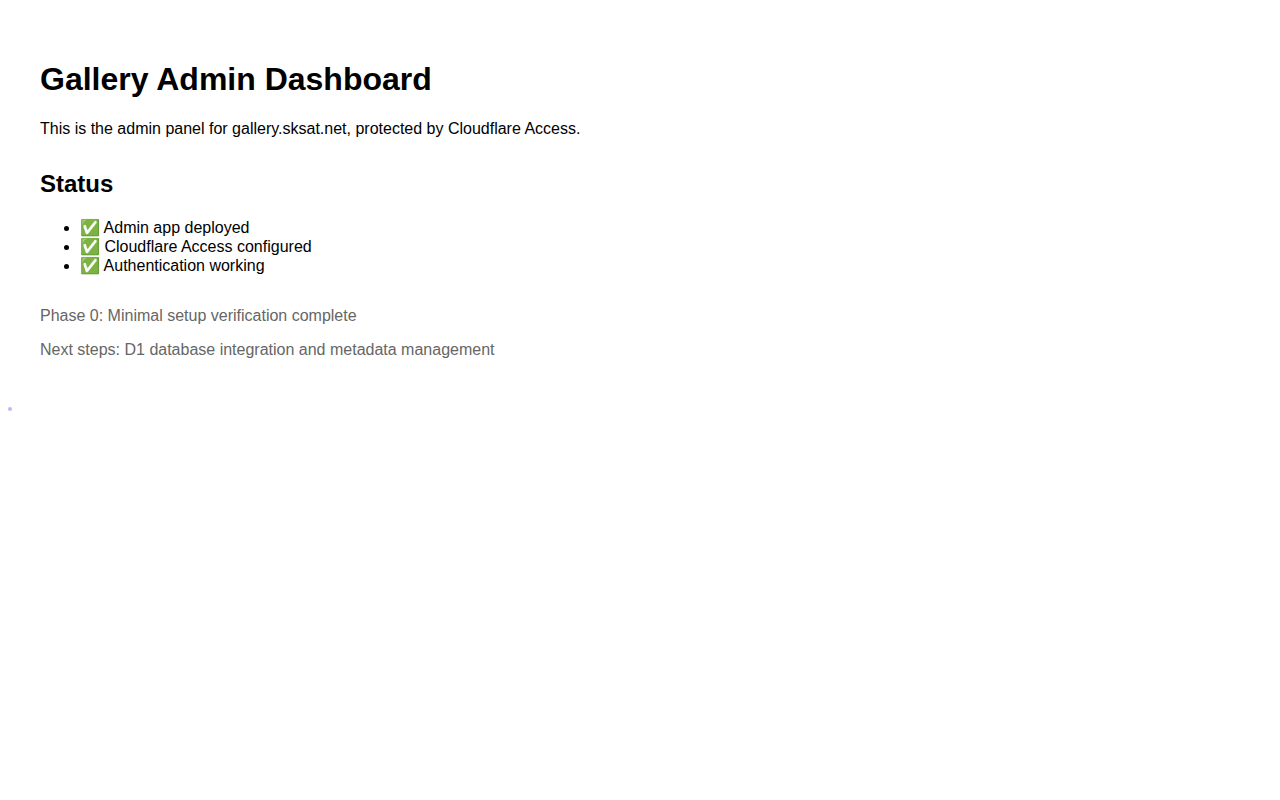 Gallery Admin Dashboard
This is the admin panel for gallery.sksat.net, protected by Cloudflare Access.
Status
• ✅ Admin app deployed
• ✅ Cloudflare Access configured
• ✅ Authentication working
Phase 0: Minimal setup verification complete
Next steps: D1 database integration and metadata management